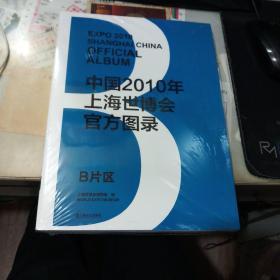 EXPO 2010
SHANGHAI CHINA
OFFICIAL
ALBUM
中国2010年
上海世博会
官方图录
B片区